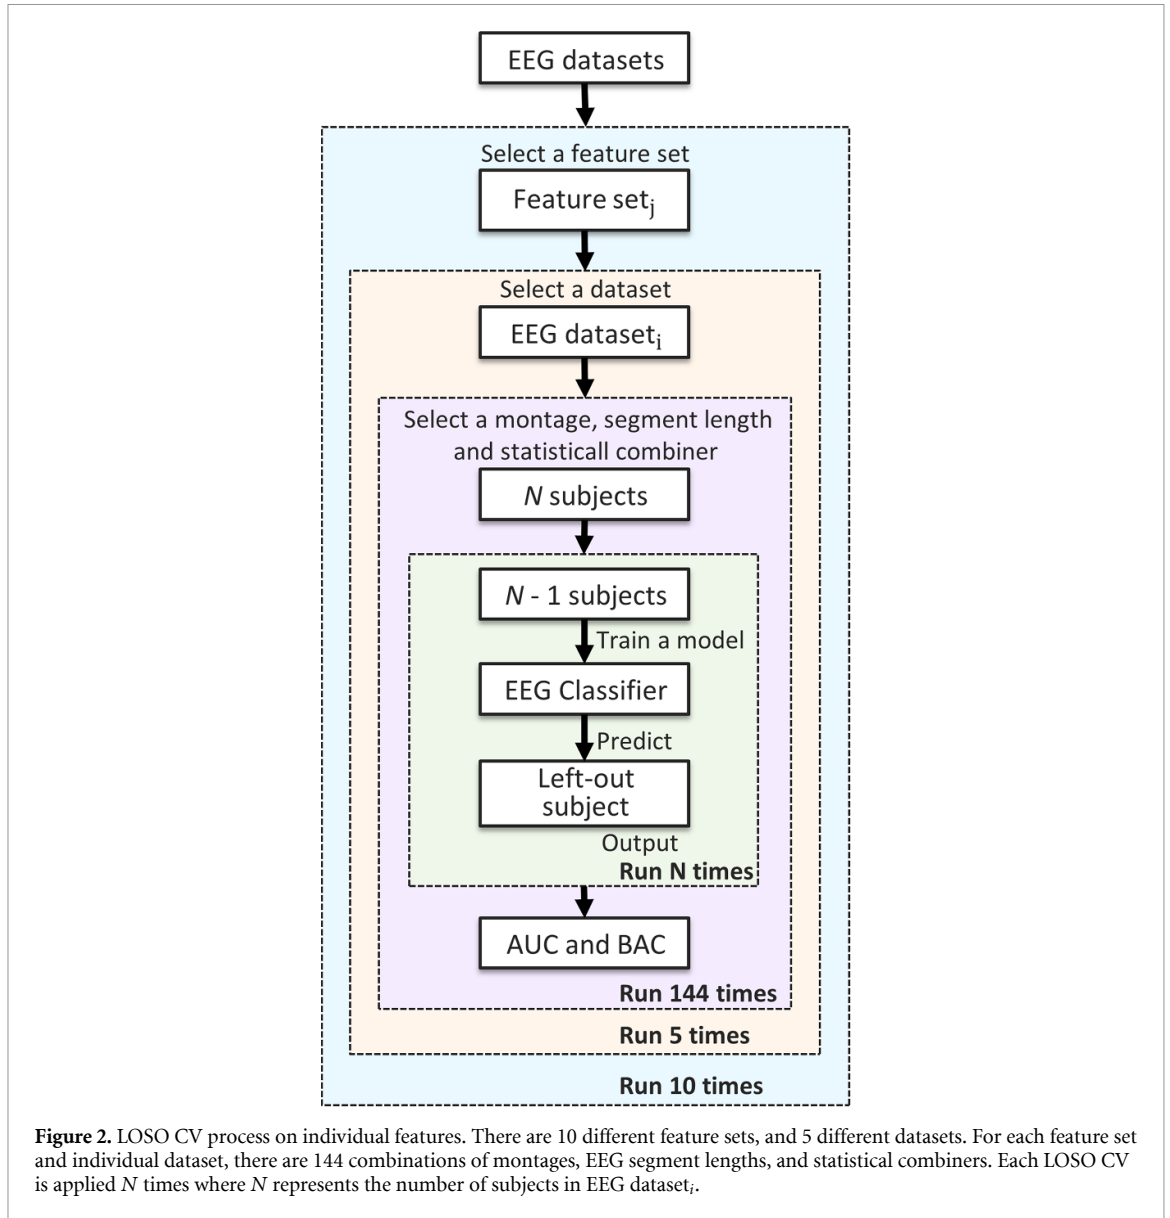 EEG datasets
Select a feature set
Feature setj
Select a dataset
EEG dataseti
Select a montage, segment length
and statisticall combiner
N subjects
N - 1 subjects
Train a model
EEG Classifier
Predict
Left-out
subject
Output
Run N times
AUC and BAC
Run 144 times
Run 5 times
Run 10 times
Figure 2. LOSO CV process on individual features. There are 10 different feature sets, and 5 different datasets. For each feature set
and individual dataset, there are 144 combinations of montages, EEG segment lengths, and statistical combiners. Each LOSO CV
is applied N times where N represents the number of subjects in EEG dataseti.